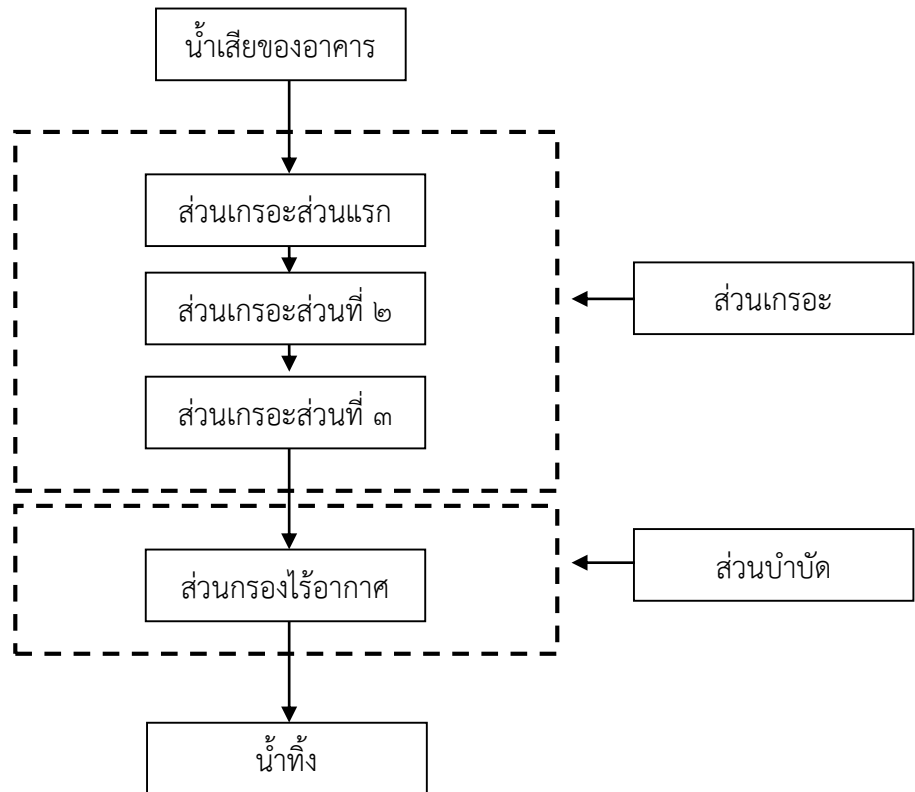 น้ำเสียของอาคาร
ส่วนเกรอะส่วนแรก
ส่วนเกรอะส่วนที่ ๒
ส่วนเกรอะ
ส่วนเกรอะส่วนที่ ๓
ส่วนกรองไร้อากาศ
ส่วนบำบัด
น้ำทิ้ง